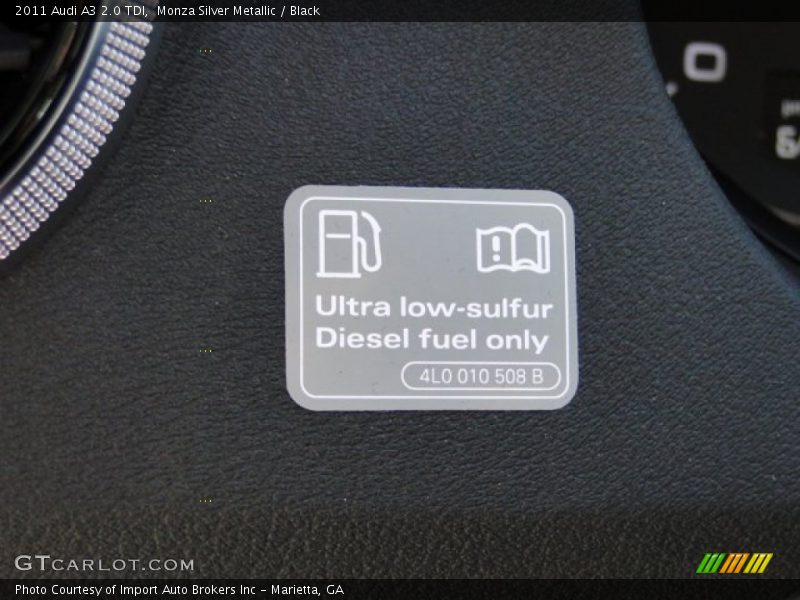 2011 Audi A3 2.0 TDI, Monza Silver Metallic / Black
Ultra low-sulfur
Diesel fuel only
4L0 010 508 B
GTCARLOT.COM
Photo Courtesy of Import Auto Brokers Inc - Marietta, GA